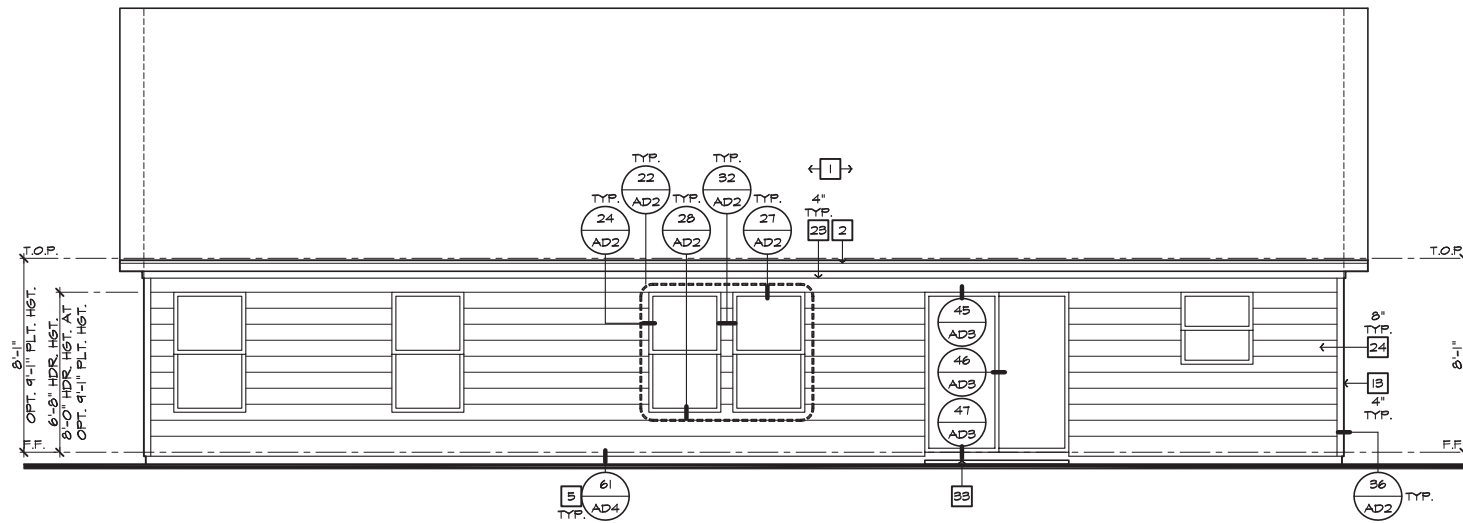 TYP.
22
AD2
TYP.
32
AD2
1
TYP.
24
AD2
TYP.
28
AD2
TYP.
27
AD2
4"
TYP.
23
2
T.O.P.
T.O.P.
8'-1"
OPT. 9'-1" PLT. HGT.
6'-8" HDR. HGT.
8'-0" HDR. HGT. AT
OPT. 9'-1" PLT. HGT.
F.F.
45
AD3
46
AD3
47
AD3
8"
TYP.
24
13
4"
TYP.
8'-1"
F.F.
5
TYP.
61
AD4
33
36
AD2
TYP.